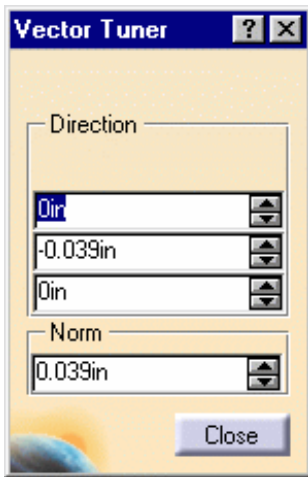 Vector Tuner
Direction
0in
-0.039in
0in
Norm
0.039in
Close